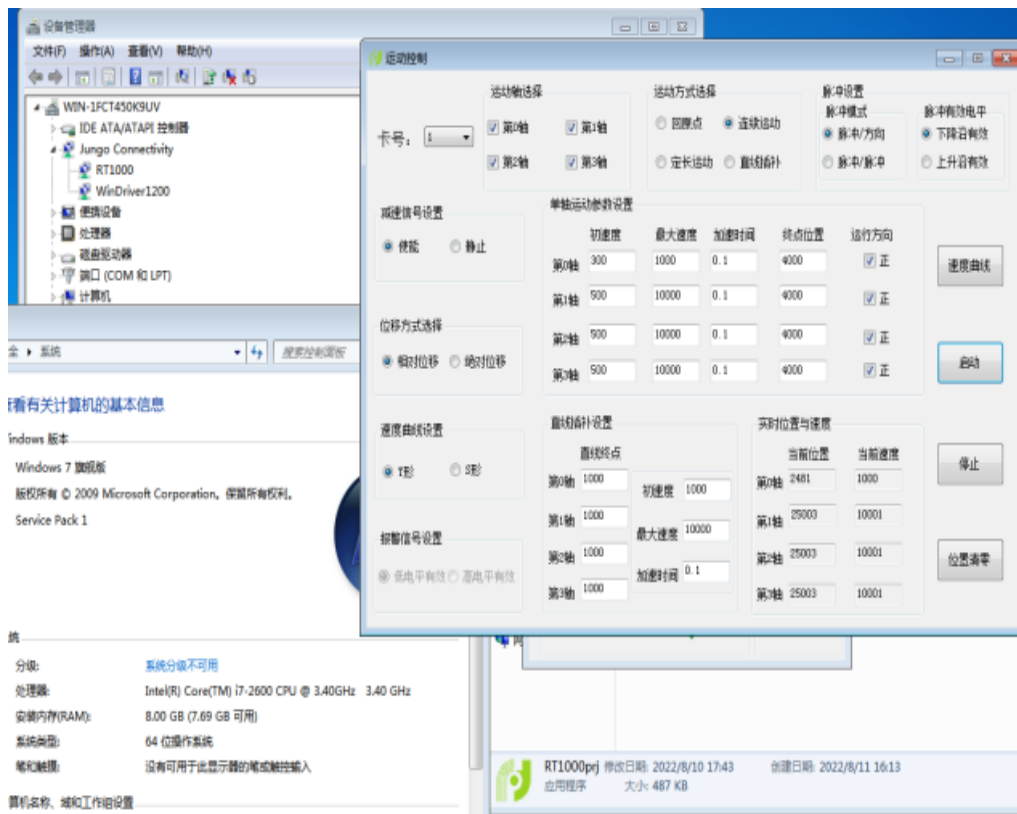 设备管理器
文件(F) 操作(A) 查看(V) 帮助(H)
WIN-1FCT450K9UV
IDE ATA/ATAPI 控制器
Jungo Connectivity
RT1000
WinDriver1200
便携设备
处理器
磁盘驱动器
端口 (COM 和 LPT)
计算机
运动控制
卡号: 1
运动轴选择
第0轴 第1轴
第2轴 第3轴
运动方式选择
回原点 连续运动
定长运动 直线插补
脉冲设置
脉冲模式
脉冲/方向
脉冲/脉冲
脉冲有效电平
下降沿有效
上升沿有效
减速信号设置
使能 静止
位移方式选择
相对位移 绝对位移
速度曲线设置
T形 S形
报警信号设置
低电平有效 高电平有效
单轴运动参数设置
初速度 最大速度 加速时间 终点位置 运行方向
第0轴 300 1000 0.1 4000 正
第1轴 500 10000 0.1 4000 正
第2轴 500 10000 0.1 4000 正
第3轴 500 10000 0.1 4000 正
直线插补设置
直线终点
第0轴 1000
第1轴 1000
第2轴 1000
第3轴 1000
初速度 1000
最大速度 10000
加速时间 0.1
实时位置与速度
当前位置 当前速度
第0轴 2481 1000
第1轴 25003 10001
第2轴 25003 10001
第3轴 25003 10001
速度曲线
启动
停止
位置清零
全 系统 搜索控制面板
看有关计算机的基本信息
indows 版本
Windows 7 旗舰版
版权所有 © 2009 Microsoft Corporation。保留所有权利。
Service Pack 1
统
分级: 系统分级不可用
处理器: Intel(R) Core(TM) i7-2600 CPU @ 3.40GHz 3.40 GHz
安装内存(RAM): 8.00 GB (7.69 GB 可用)
系统类型: 64 位操作系统
笔和触摸: 没有可用于此显示器的笔或触控输入
算机名称、域和工作组设置
RT1000prj 修改日期: 2022/8/10 17:43 创建日期: 2022/8/11 16:13
应用程序 大小: 487 KB